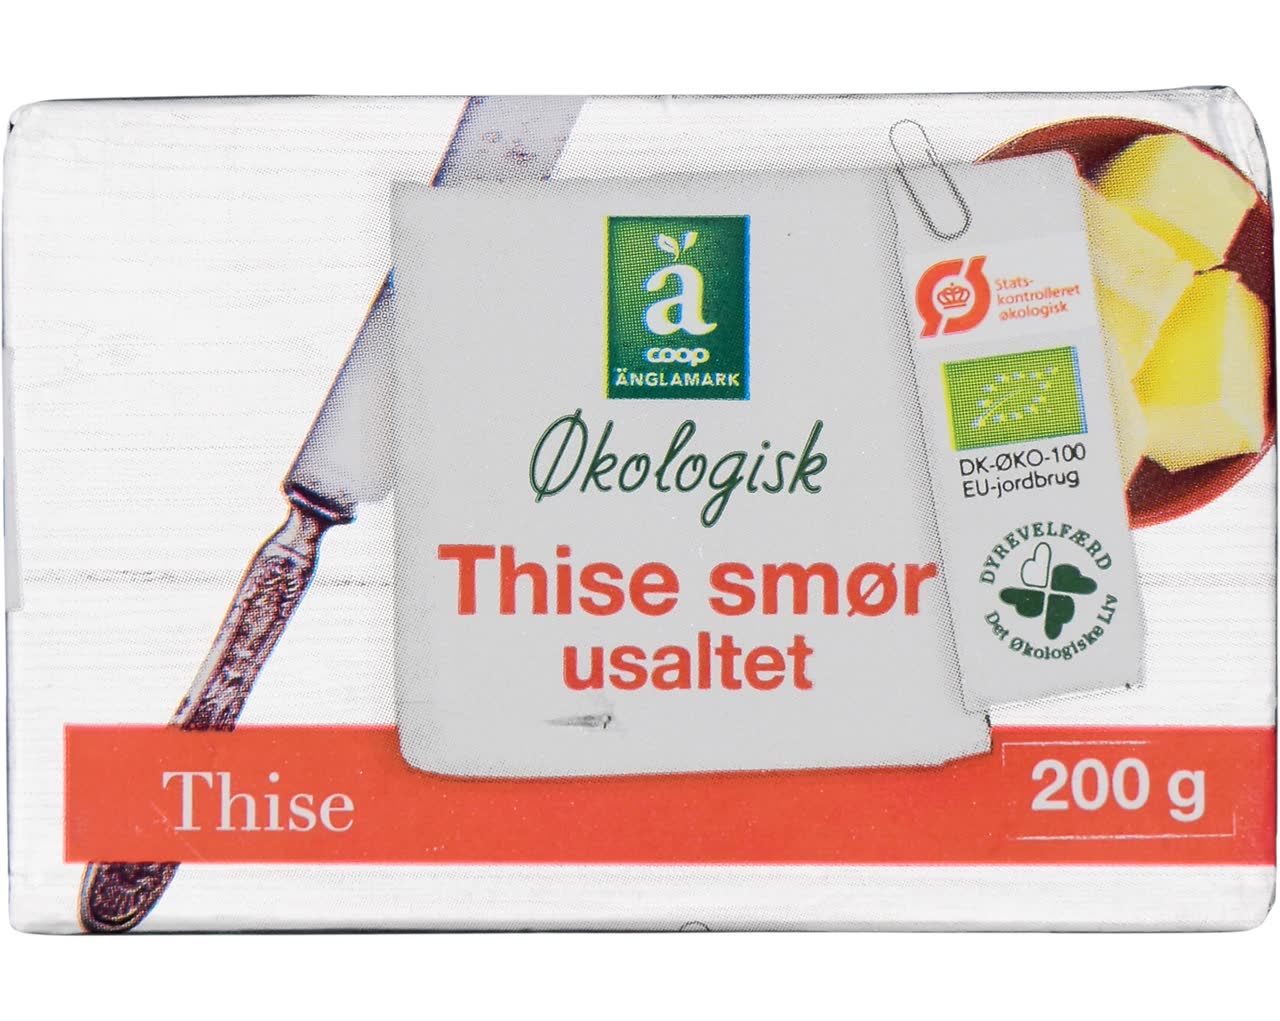 a
coop
ÄNGLAMARK
Økologisk
Thise smør
usaltet
Stats-
kontrolleret
økologisk
DK-ØKO-100
EU-jordbrug
DYREVELFÆRD
Det Økologiske Liv
Thise
200 g